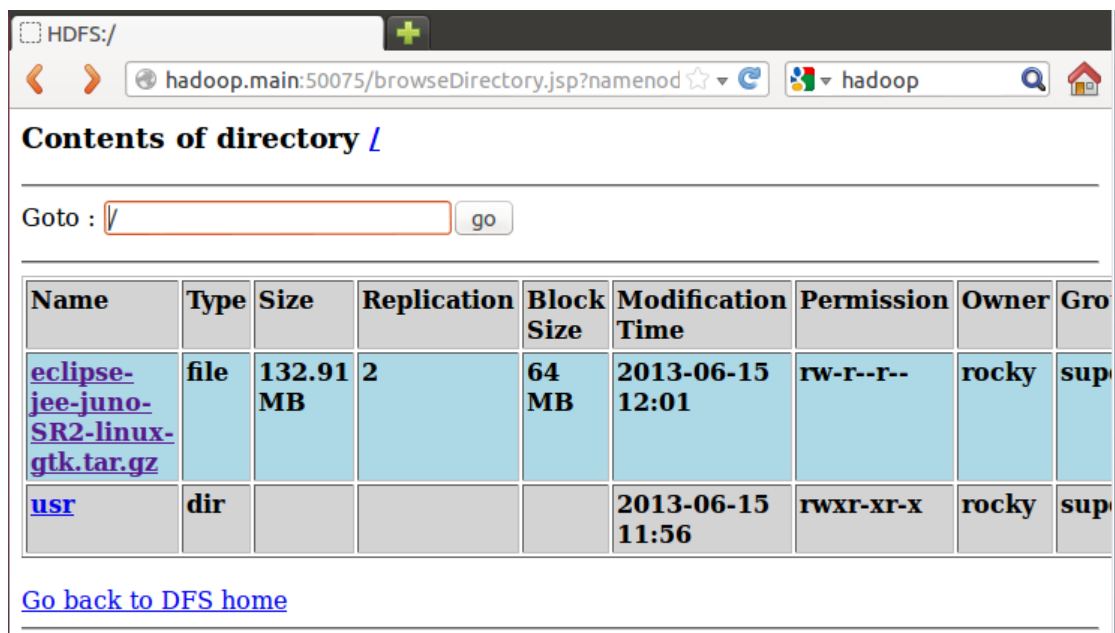 HDFS:/
hadoop.main:50075/browseDirectory.jsp?namenod
hadoop
Contents of directory /
Goto : / go
Name Type Size Replication Block Size Modification Time Permission Owner Gro
eclipse-jee-juno-SR2-linux-gtk.tar.gz file 132.91 MB 2 64 MB 2013-06-15 12:01 rw-r--r-- rocky sup
usr dir 2013-06-15 11:56 rwxr-xr-x rocky sup
Go back to DFS home